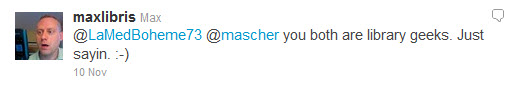 maxlibris Max
@LaMedBoheme73 @mascher you both are library geeks. Just
sayin. :-)
10 Nov